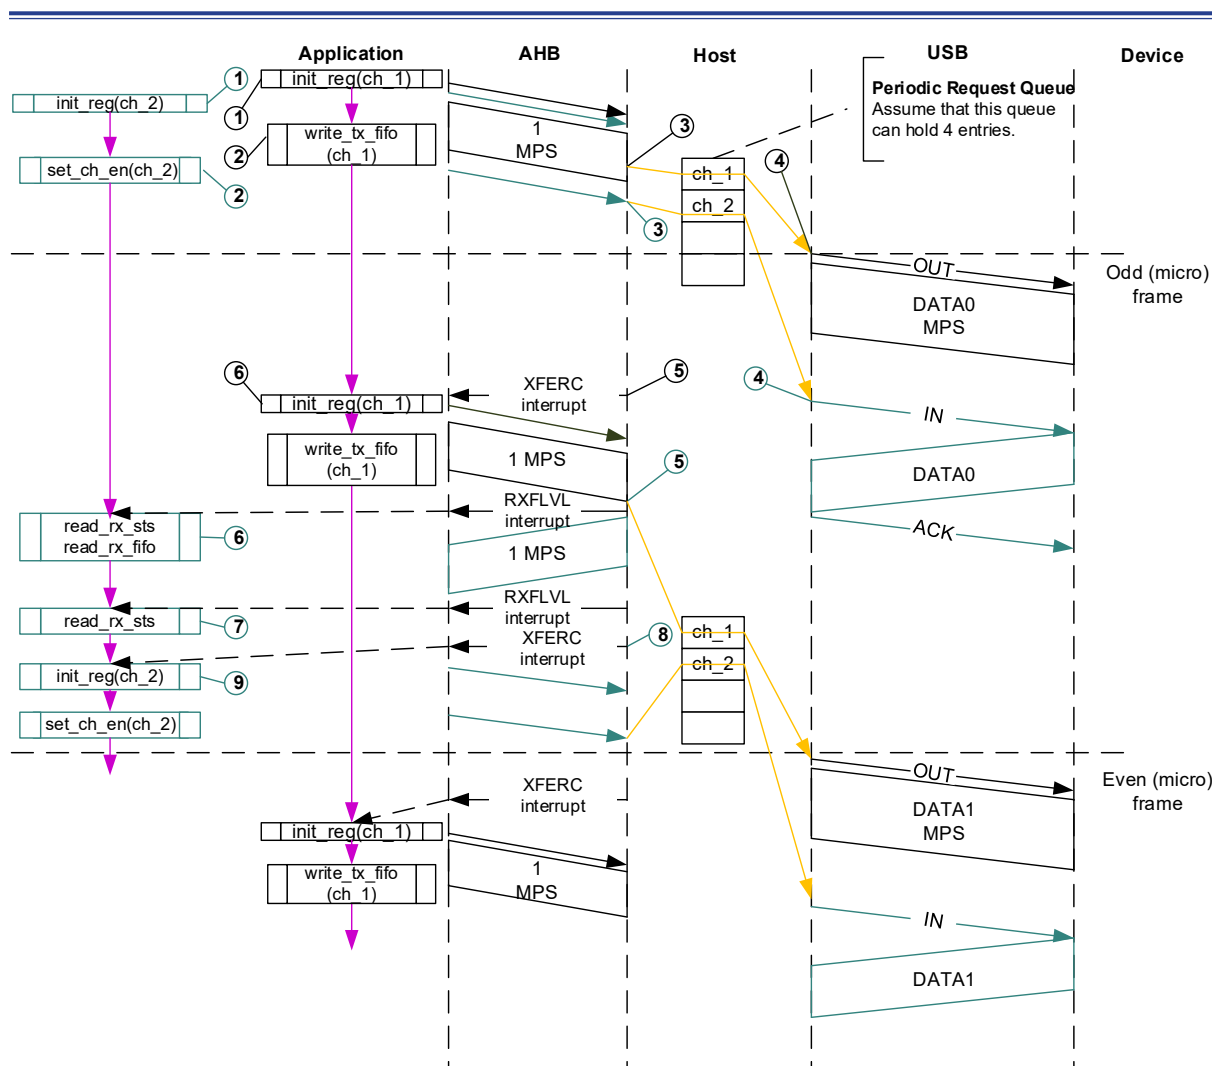 Application
AHB
Host
USB
Device
1
init_reg(ch_1)
init_reg(ch_2)
1
Periodic Request Queue
Assume that this queue
can hold 4 entries.
2
write_tx_fifo
(ch_1)
1
MPS
3
4
set_ch_en(ch_2)
2
ch_1
ch_2
3
OUT
Odd (micro)
frame
DATA0
MPS
6
XFERC
interrupt
5
4
init_reg(ch_1)
IN
write_tx_fifo
(ch_1)
1 MPS
5
DATA0
RXFLVL
interrupt
read_rx_sts
read_rx_fifo
6
ACK
1 MPS
RXFLVL
interrupt
read_rx_sts
7
XFERC
interrupt
8
ch_1
ch_2
init_reg(ch_2)
9
set_ch_en(ch_2)
OUT
Even (micro)
frame
XFERC
interrupt
DATA1
MPS
init_reg(ch_1)
write_tx_fifo
(ch_1)
1
MPS
IN
DATA1